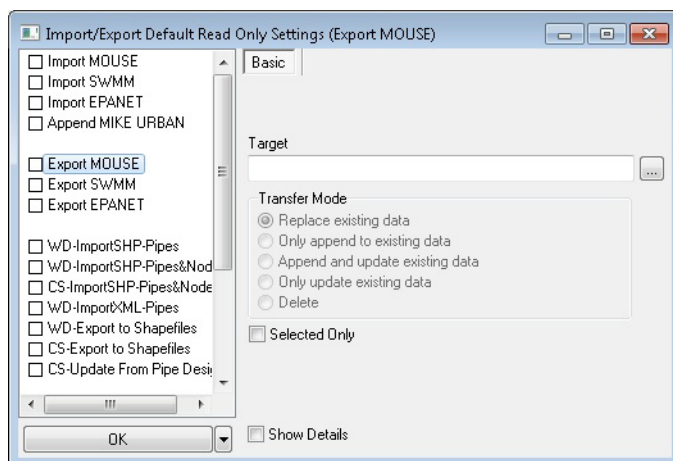 Import/Export Default Read Only Settings (Export MOUSE)
Import MOUSE
Import SWMM
Import EPANET
Append MIKE URBAN
Export MOUSE
Export SWMM
Export EPANET
WD-ImportSHP-Pipes
WD-ImportSHP-Pipes&Nod
CS-ImportSHP-Pipes&Node
WD-ImportXML-Pipes
WD-Export to Shapefiles
CS-Export to Shapefiles
CS-Update From Pipe Desi
OK
Basic
Target
...
Transfer Mode
Replace existing data
Only append to existing data
Append and update existing data
Only update existing data
Delete
Selected Only
Show Details